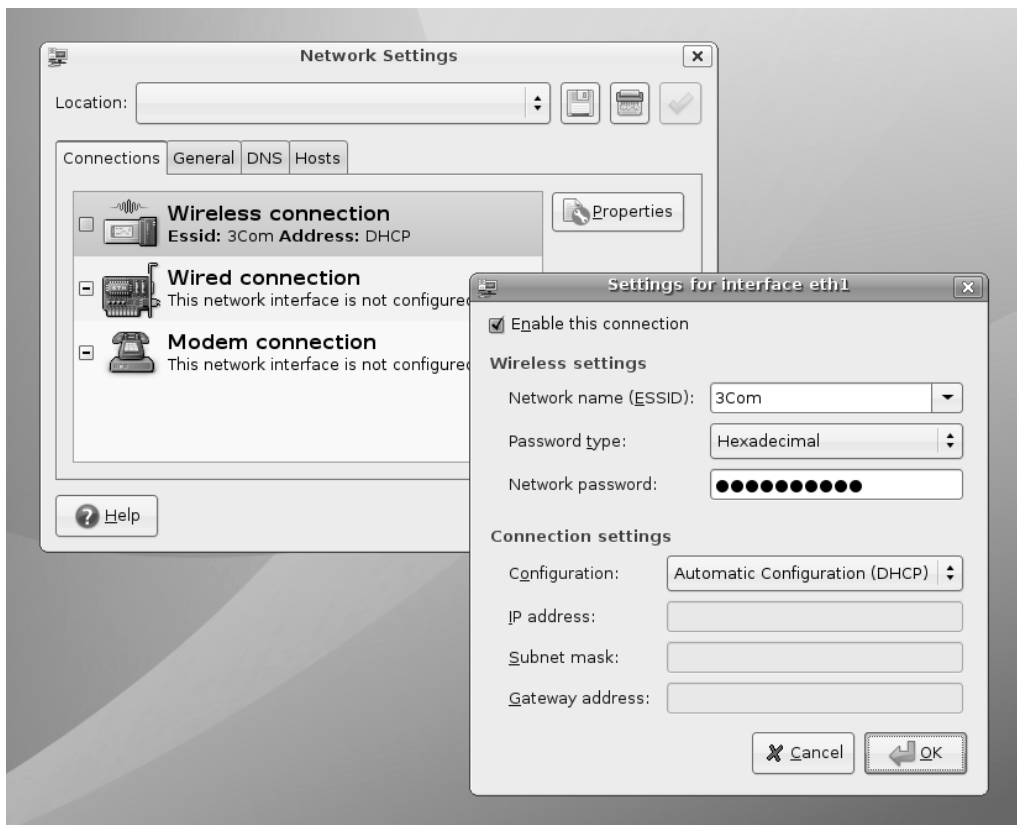 Network Settings
Location:
Connections General DNS Hosts
Wireless connection
Essid: 3Com Address: DHCP
Properties
Wired connection
This network interface is not configured
Modem connection
This network interface is not configured
Help
Settings for interface eth1
Enable this connection
Wireless settings
Network name (ESSID): 3Com
Password type: Hexadecimal
Network password: ●●●●●●●●●●
Connection settings
Configuration: Automatic Configuration (DHCP)
IP address:
Subnet mask:
Gateway address:
Cancel OK